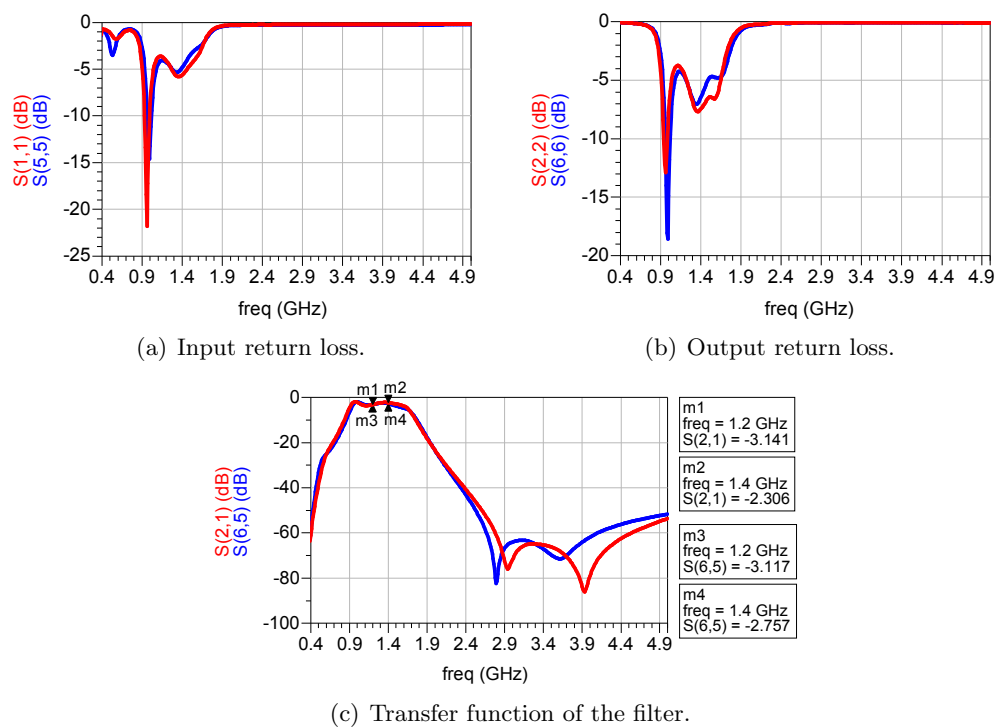 S(1,1) (dB)
S(5,5) (dB)
0
-5
-10
-15
-20
-25
0.4 0.9 1.4 1.9 2.4 2.9 3.4 3.9 4.4 4.9
freq (GHz)
(a) Input return loss.
S(2,2) (dB)
S(6,6) (dB)
0
-5
-10
-15
-20
0.4 0.9 1.4 1.9 2.4 2.9 3.4 3.9 4.4 4.9
freq (GHz)
(b) Output return loss.
S(2,1) (dB)
S(6,5) (dB)
0
-20
-40
-60
-80
-100
m1 m2
m3 m4
0.4 0.9 1.4 1.9 2.4 2.9 3.4 3.9 4.4 4.9
freq (GHz)
m1
freq = 1.2 GHz
S(2,1) = -3.141
m2
freq = 1.4 GHz
S(2,1) = -2.306
m3
freq = 1.2 GHz
S(6,5) = -3.117
m4
freq = 1.4 GHz
S(6,5) = -2.757
(c) Transfer function of the filter.